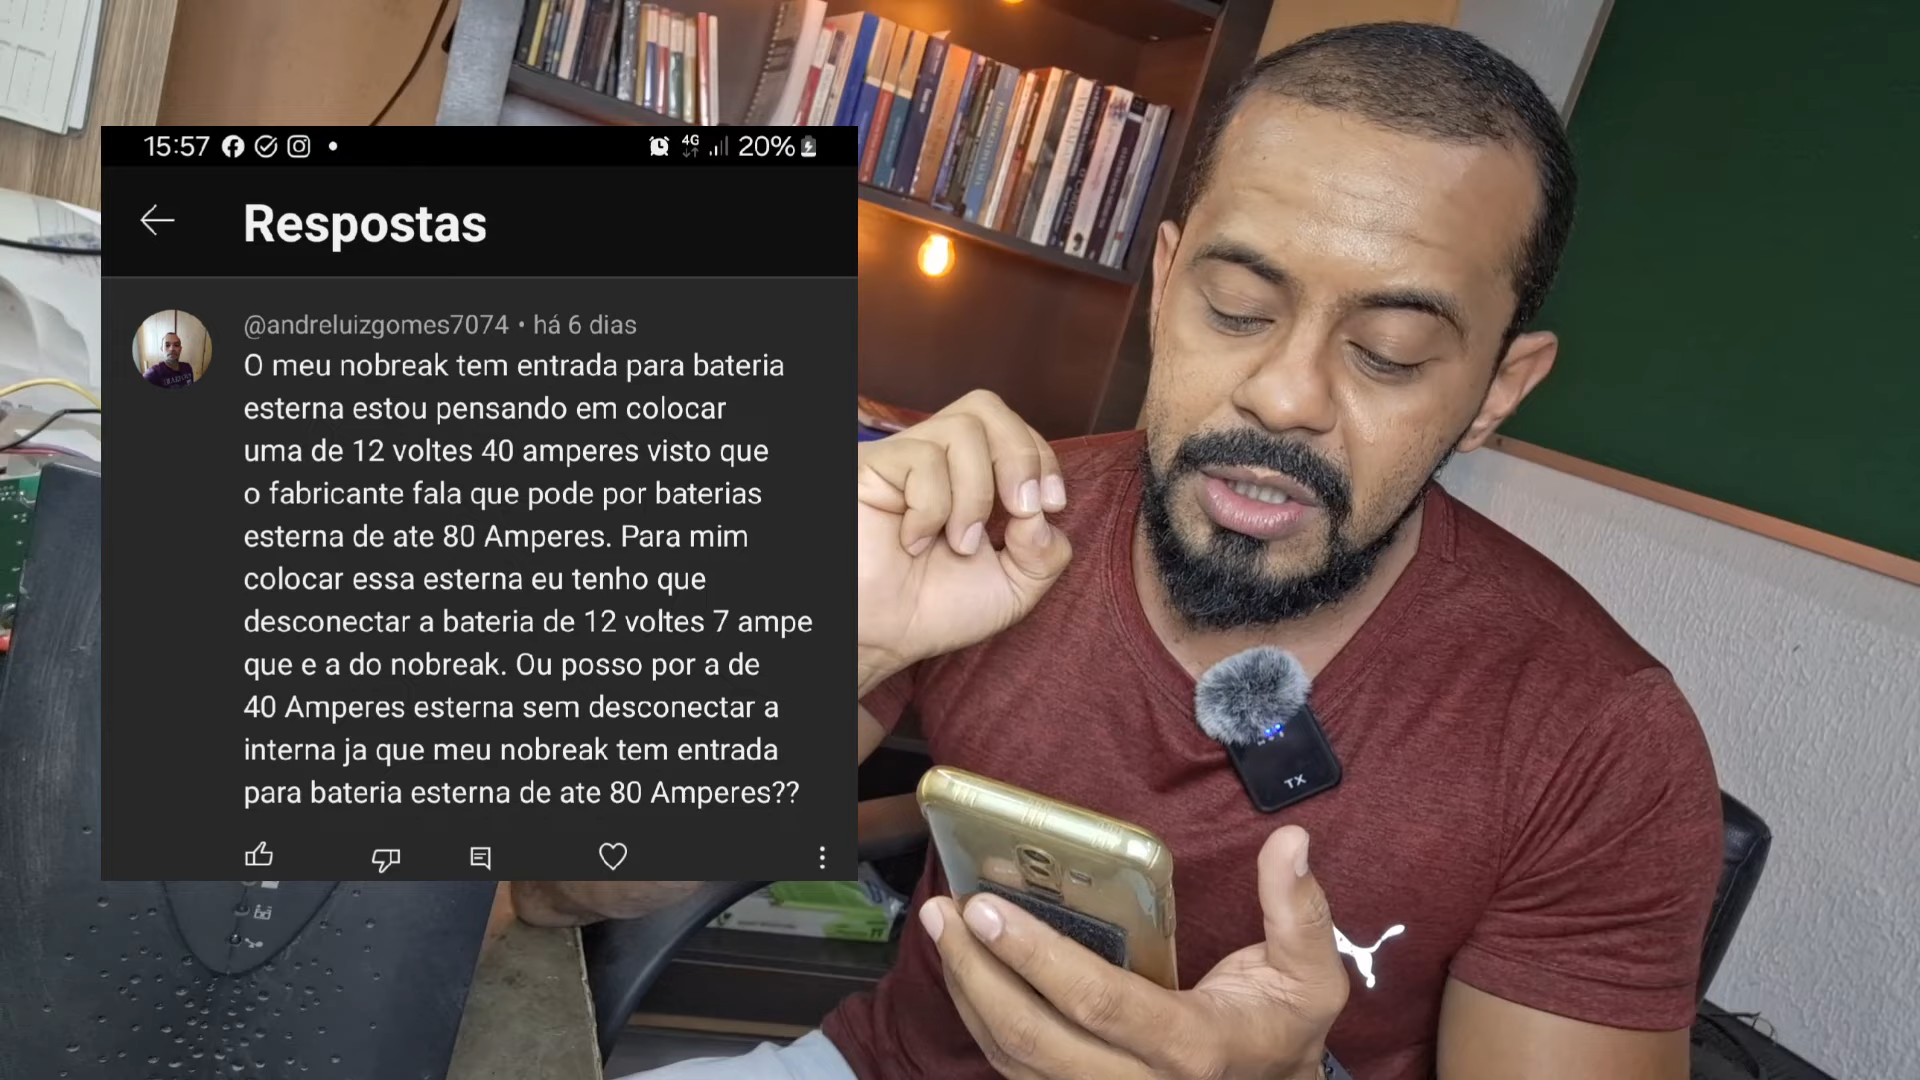 15:57
4G
20%
Respostas
@andreluizgomes7074 • há 6 dias
O meu nobreak tem entrada para bateria
esterna estou pensando em colocar
uma de 12 voltes 40 amperes visto que
o fabricante fala que pode por baterias
esterna de ate 80 Amperes. Para mim
colocar essa esterna eu tenho que
desconectar a bateria de 12 voltes 7 ampe
que e a do nobreak. Ou posso por a de
40 Amperes esterna sem desconectar a
interna ja que meu nobreak tem entrada
para bateria esterna de ate 80 Amperes??
TX